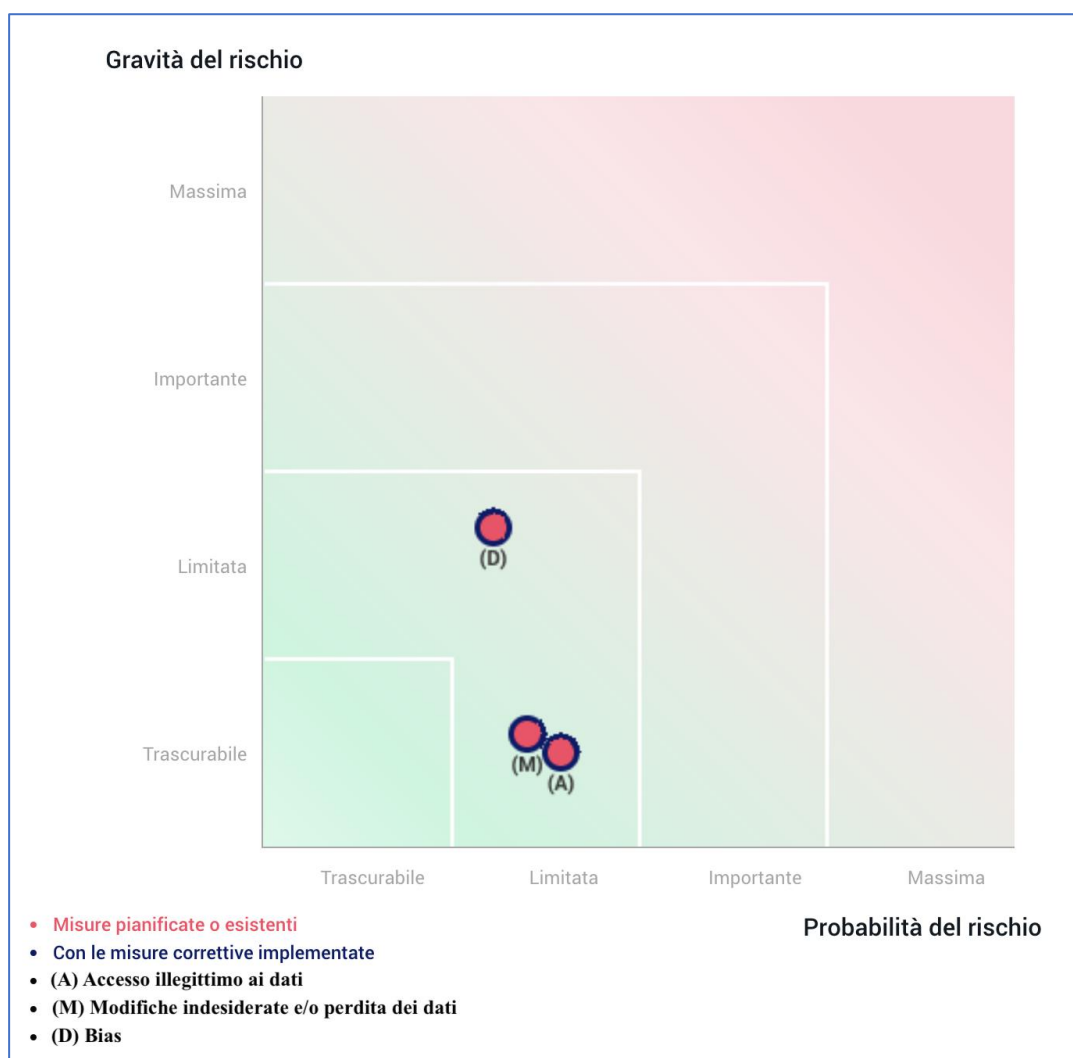 Gravità del rischio
Massima
Importante
Limitata
(D)
Trascurabile
(M)
(A)
Trascurabile Limitata Importante Massima
Probabilità del rischio
• Misure pianificate o esistenti
• Con le misure correttive implementate
• (A) Accesso illegittimo ai dati
• (M) Modifiche indesiderate e/o perdita dei dati
• (D) Bias